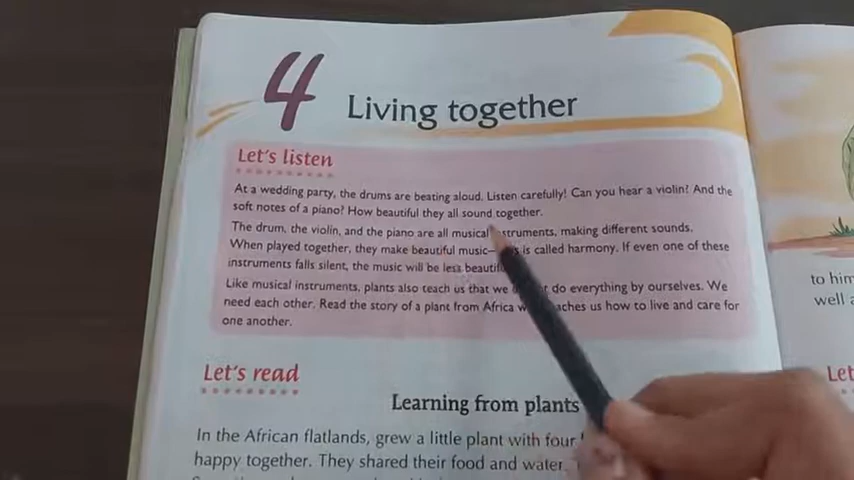 4
Living together
Let's listen
At a wedding party, the drums are beating aloud. Listen carefully! Can you hear a violin? And the
soft notes of a piano? How beautiful they all sound together.
The drum, the violin, and the piano are all musical instruments, making different sounds.
When played together, they make beautiful music— is called harmony. If even one of these
instruments falls silent, the music will be less
Like musical instruments, plants also teach us that we do everything by ourselves. We
need each other. Read the story of a plant from Africa us how to live and care for
one another.
Let's read
Learning from plants
In the African flatlands, grew a little plant with four
happy together. They shared their food and water.
to him
well